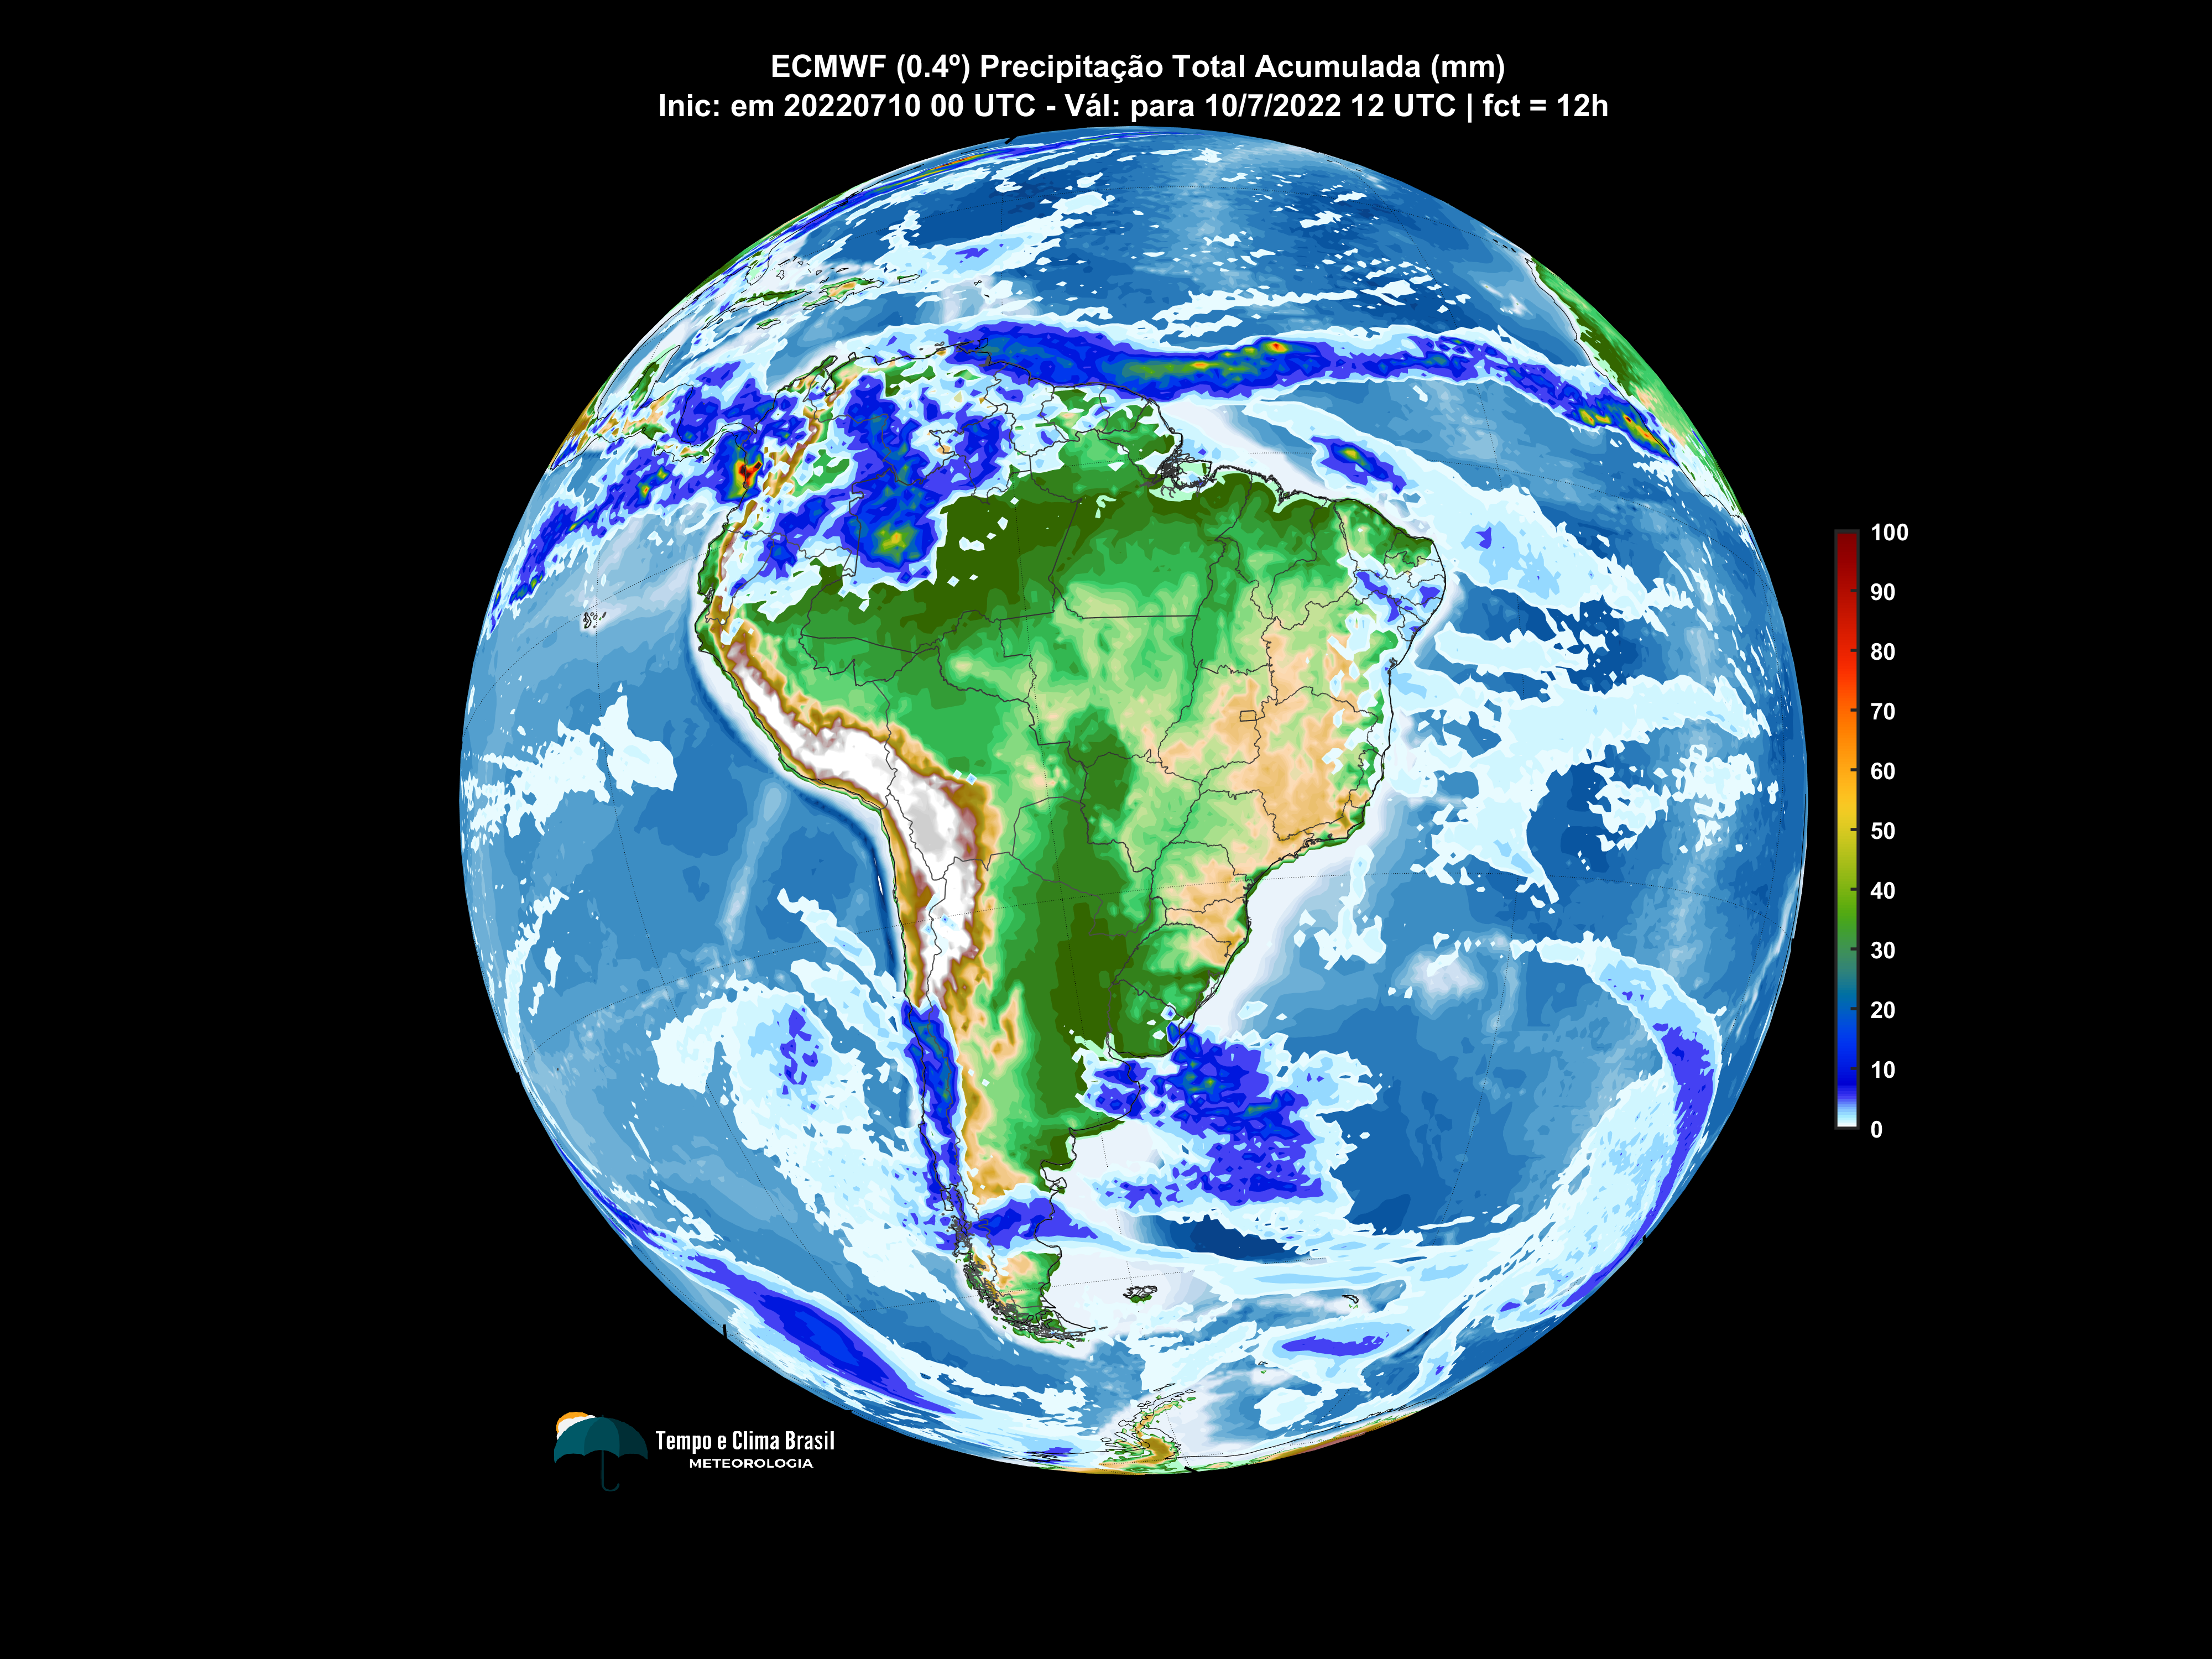 ECMWF (0.4º) Precipitação Total Acumulada (mm)
Inic: em 20220710 00 UTC - Vál: para 10/7/2022 12 UTC | fct = 12h
100
90
80
70
60
50
40
30
20
10
0
Tempo e Clima Brasil
METEOROLOGIA